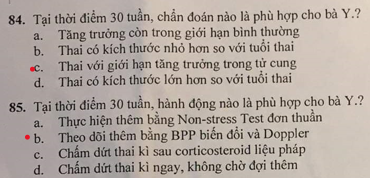 84. Tại thời điểm 30 tuần, chẩn đoán nào là phù hợp cho bà Y.?
a. Tăng trưởng còn trong giới hạn bình thường
b. Thai có kích thước nhỏ hơn so với tuổi thai
c. Thai với giới hạn tăng trưởng trong tử cung
d. Thai có kích thước lớn hơn so với tuổi thai
85. Tại thời điểm 30 tuần, hành động nào là phù hợp cho bà Y.?
a. Thực hiện thêm bằng Non-stress Test đơn thuần
b. Theo dõi thêm bằng BPP biến đổi và Doppler
c. Chấm dứt thai kì sau corticosteroid liệu pháp
d. Chấm dứt thai kì ngay, không chờ đợi thêm